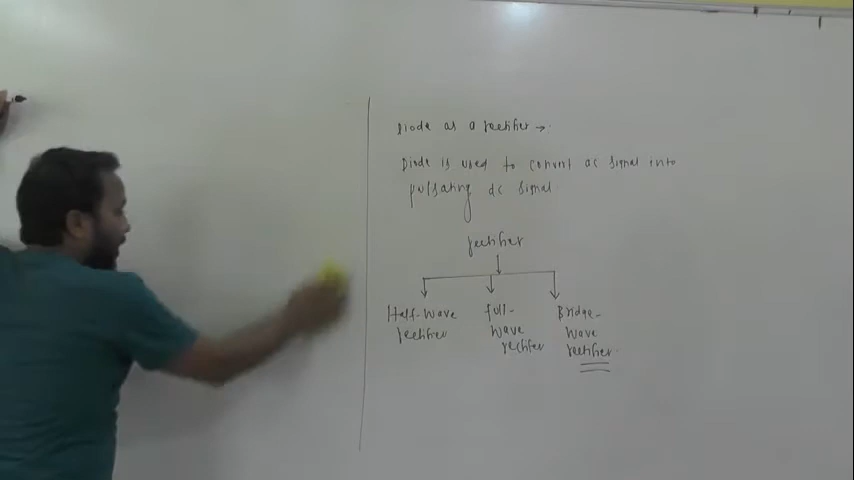 Diode as a rectifier →.
Diode is used to convert ac signal into
pulsating dc signal.
rectifier
Half-wave
rectifier
full-
wave
rectifier
Bridge-
wave
rectifier.